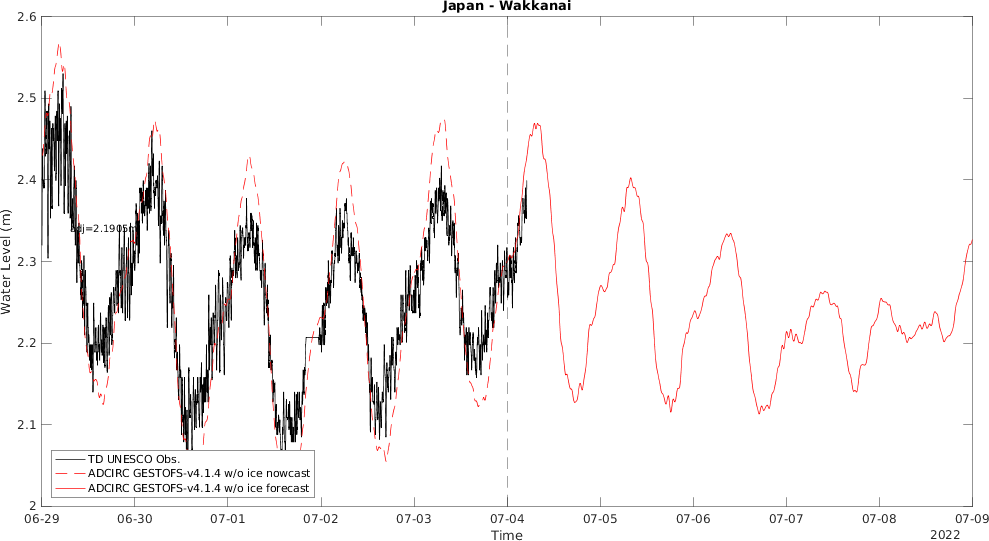 Japan - Wakkanai
2.6
2.5
2.4
2.3
2.2
2.1
2
Water Level (m)
adj=2.1905m
TD UNESCO Obs.
ADCIRC GESTOFS-v4.1.4 w/o ice nowcast
ADCIRC GESTOFS-v4.1.4 w/o ice forecast
06-29 06-30 07-01 07-02 07-03 07-04 07-05 07-06 07-07 07-08 07-09
Time
2022